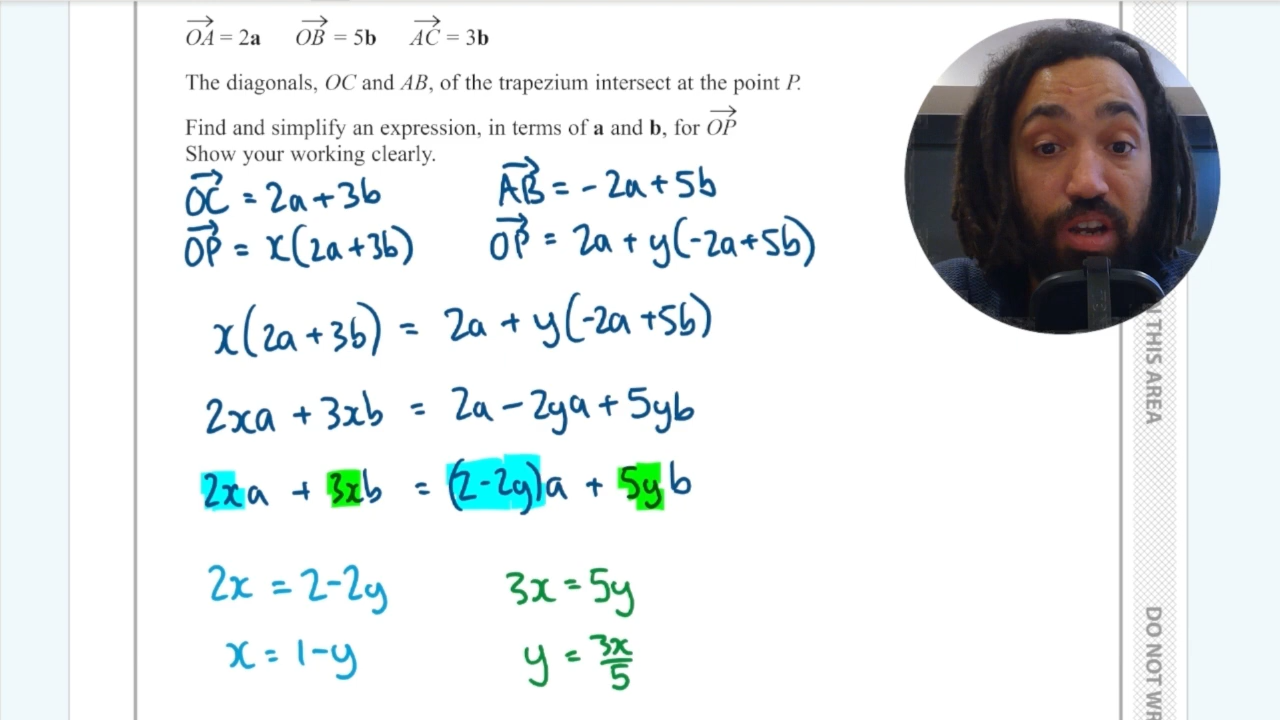 OA = 2a OB = 5b AC = 3b
The diagonals, OC and AB, of the trapezium intersect at the point P.
Find and simplify an expression, in terms of a and b, for OP
Show your working clearly.
OC = 2a + 3b AB = -2a + 5b
OP = x(2a + 3b) OP = 2a + y(-2a + 5b)
x(2a + 3b) = 2a + y(-2a + 5b)
2xa + 3xb = 2a - 2ya + 5yb
2xa + 3xb = (2-2y)a + 5yb
2x = 2-2y 3x = 5y
x = 1-y y = 3x/5
THIS AREA
DO NOT